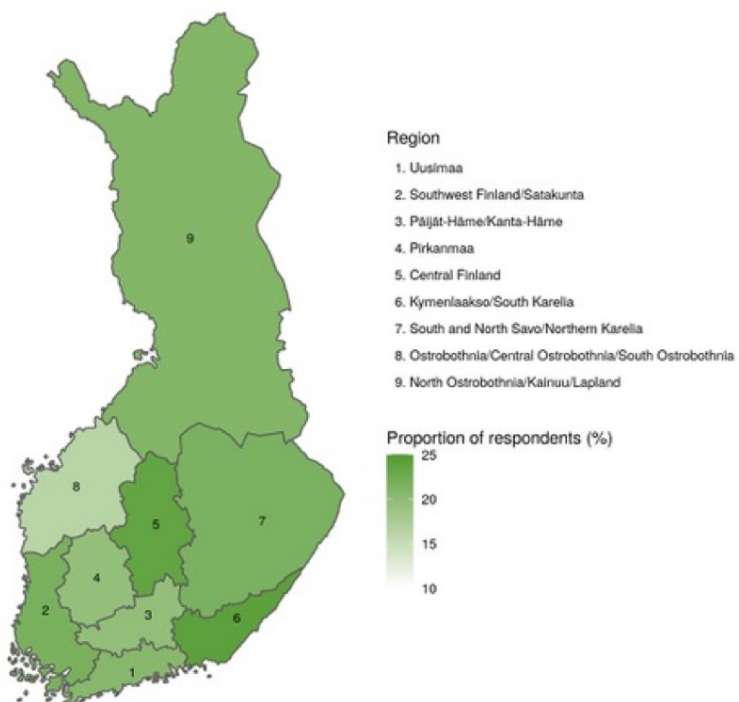 Region
1. Uusimaa
2. Southwest Finland/Satakunta
3. Päijät-Häme/Kanta-Häme
4. Pirkanmaa
5. Central Finland
6. Kymenlaakso/South Karelia
7. South and North Savo/Northern Karelia
8. Ostrobothnia/Central Ostrobothnia/South Ostrobothnia
9. North Ostrobothnia/Kainuu/Lapland
Proportion of respondents (%)
25
20
15
10
9
8
5
7
4
2
3
6
1